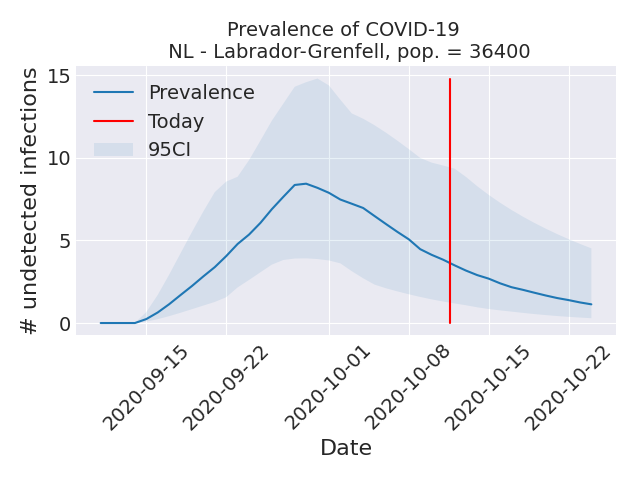 Prevalence of COVID-19
NL - Labrador-Grenfell, pop. = 36400
# undetected infections
15
10
5
0
Prevalence
Today
95CI
2020-09-15
2020-09-22
2020-10-01
2020-10-08
2020-10-15
2020-10-22
Date